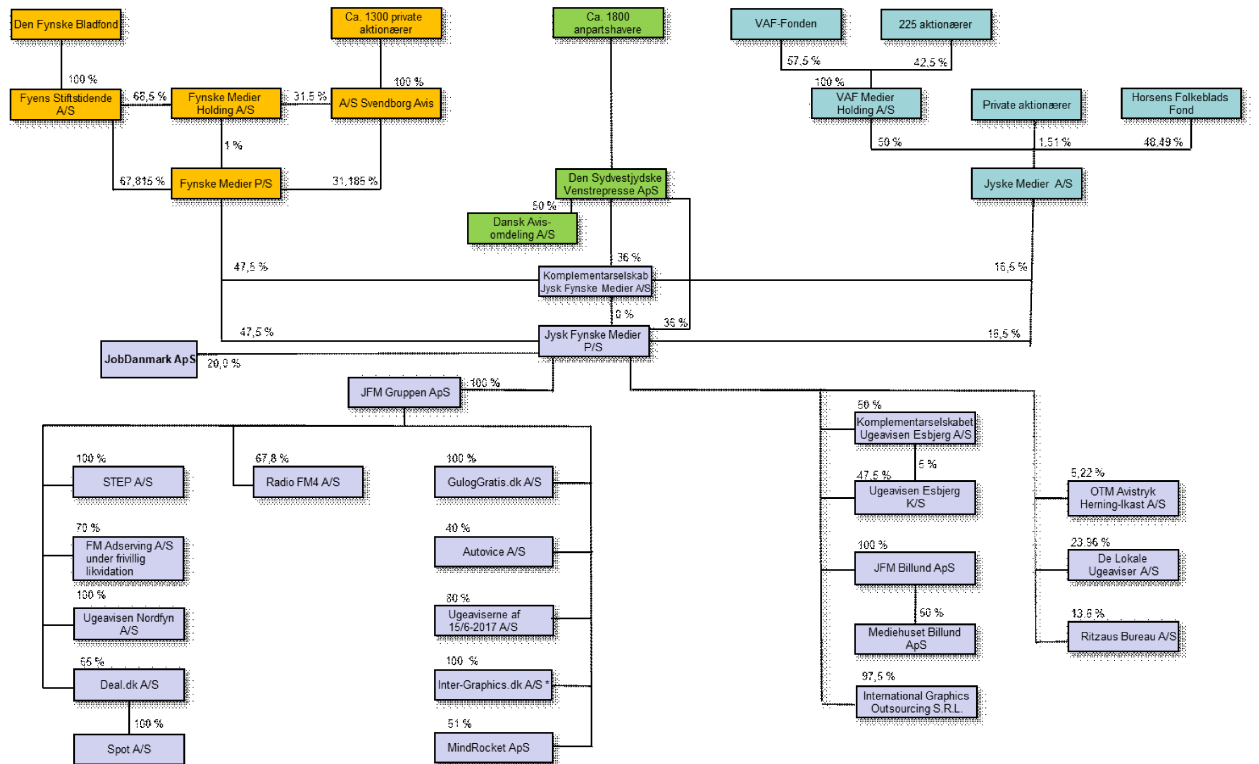 Den Fynske Bladfond
Ca. 1300 private
aktionærer
Ca. 1800
anpartshavere
VAF-Fonden
225 aktionærer
100 %
100 %
57,5 %
42,5 %
100 %
Fyens Stiftstidende
A/S
68,5 %
Fynske Medier
Holding A/S
31,5 %
A/S Svendborg Avis
VAF Medier
Holding A/S
Private aktionærer
Horsens Folkeblads
Fond
1 %
50 %
1,51 %
48,49 %
67,815 %
Fynske Medier P/S
31,185 %
Den Sydvestjydske
Venstrepresse ApS
Jyske Medier A/S
50 %
Dansk Avis-
omdeling A/S
36 %
47,5 %
Komplementarselskab
Jysk Fynske Medier A/S
16,5 %
0 %
36 %
47,5 %
Jysk Fynske Medier
P/S
16,5 %
JobDanmark ApS
20,0 %
JFM Gruppen ApS
100 %
50 %
Komplementarselskabet
Ugeavisen Esbjerg A/S
5 %
100 %
STEP A/S
67,8 %
Radio FM4 A/S
100 %
GulogGratis.dk A/S
47,5 %
Ugeavisen Esbjerg
K/S
5,22 %
OTM Avistryk
Herning-Ikast A/S
70 %
FM Adserving A/S
under frivillig
likvidation
40 %
Autovice A/S
100 %
JFM Billund ApS
23,96 %
De Lokale
Ugeaviser A/S
100 %
Ugeavisen Nordfyn
A/S
80 %
Ugeaviserne af
15/6-2017 A/S
50 %
Mediehuset Billund
ApS
13,6 %
Ritzaus Bureau A/S
65 %
Deal.dk A/S
100 %
Inter-Graphics.dk A/S *
97,5 %
International Graphics
Outsourcing S.R.L.
100 %
Spot A/S
51 %
MindRocket ApS